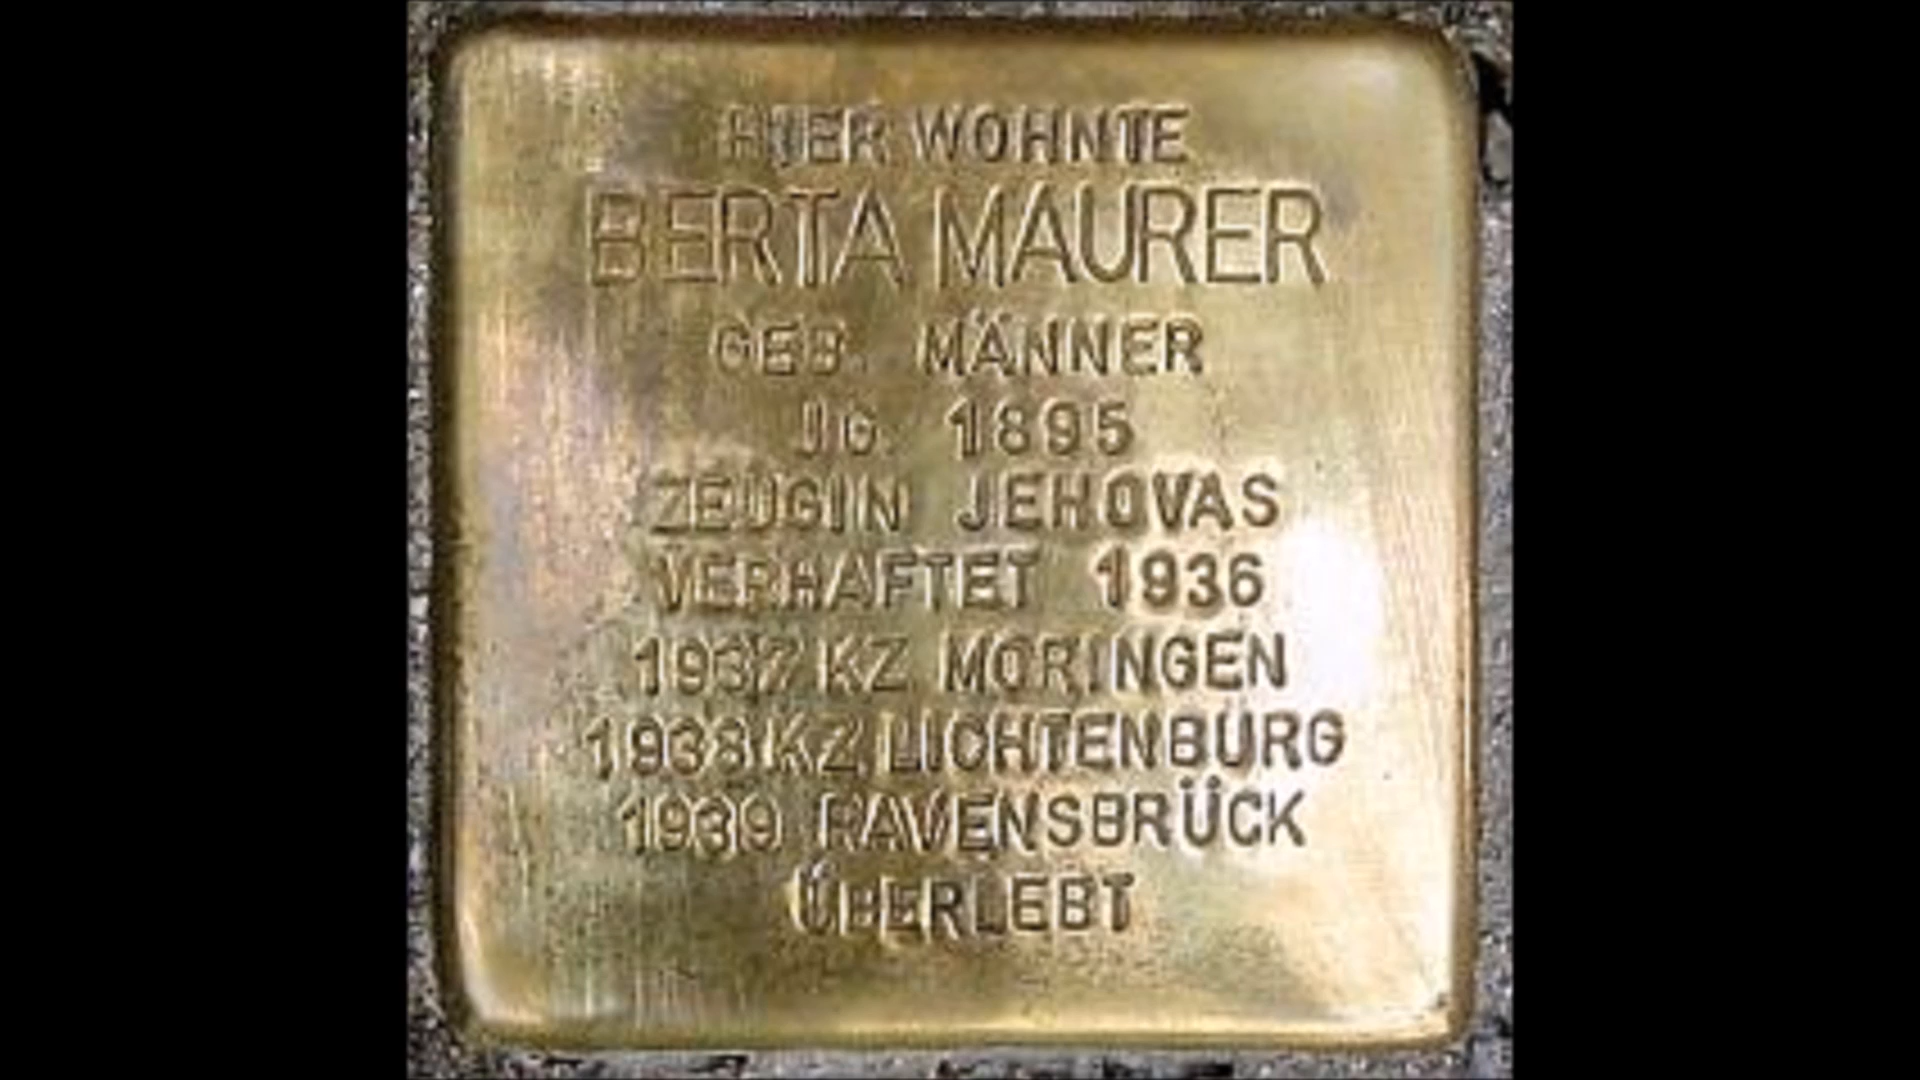 HIER WOHNTE
BERTA MAURER
GEB. MÄNNER
JG. 1895
ZEUGIN JEHOVAS
VERHAFTET 1936
1937 KZ MORINGEN
1938 KZ LICHTENBURG
1939 RAVENSBRÜCK
ÜBERLEBT